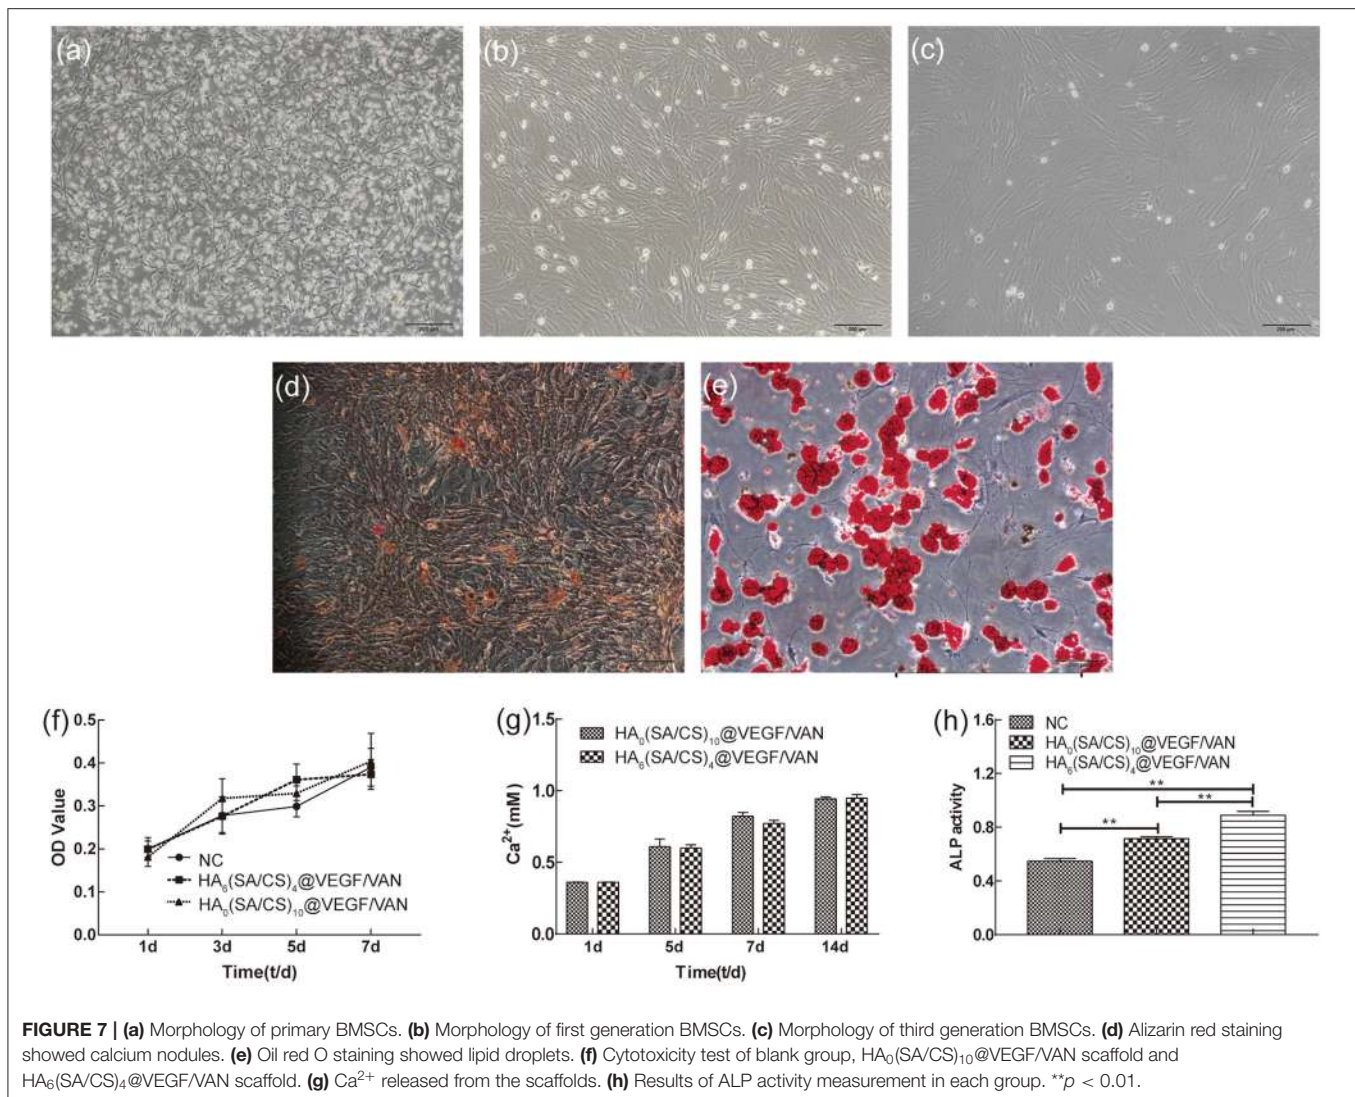 (a)
(b)
(c)
200 μm
200 μm
(d)
(e)
(f)
0.5
0.4
0.3
0.2
0.1
0.0
OD Value
NC
HA6(SA/CS)4@VEGF/VAN
HA0(SA/CS)10@VEGF/VAN
1d 3d 5d 7d
Time(t/d)
(g)
1.5
1.0
0.5
0.0
Ca2+(mM)
HA0(SA/CS)10@VEGF/VAN
HA6(SA/CS)4@VEGF/VAN
1d 5d 7d 14d
Time(t/d)
(h)
1.6
1.2
0.8
0.4
0.0
ALP activity
NC
HA0(SA/CS)10@VEGF/VAN
HA6(SA/CS)4@VEGF/VAN
**
**
**
FIGURE 7 | (a) Morphology of primary BMSCs. (b) Morphology of first generation BMSCs. (c) Morphology of third generation BMSCs. (d) Alizarin red staining
showed calcium nodules. (e) Oil red O staining showed lipid droplets. (f) Cytotoxicity test of blank group, HA0(SA/CS)10@VEGF/VAN scaffold and
HA6(SA/CS)4@VEGF/VAN scaffold. (g) Ca2+ released from the scaffolds. (h) Results of ALP activity measurement in each group. **p < 0.01.